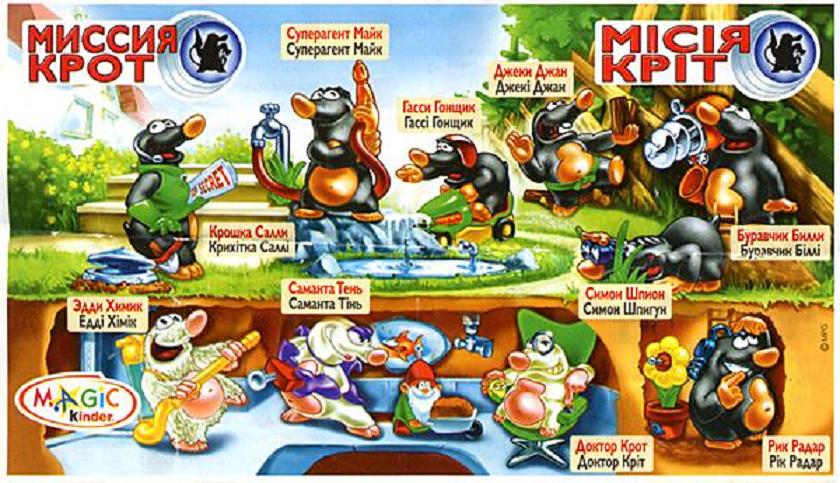 МИССИЯ
КРОТ
Суперагент Майк
Суперагент Майк
Джеки Джан
Джекі Джан
МІСІЯ
КРІТ
Гасси Гонщик
Гассі Гонщик
TOP SECRET
Крошка Салли
Крихітка Саллі
Буравчик Билли
Буравчик Біллі
Эдди Химик
Едді Хімік
Саманта Тень
Саманта Тінь
Симон Шпион
Симон Шпигун
© MPG
MAGiC
Kinder
Доктор Крот
Доктор Кріт
Рик Радар
Рік Радар